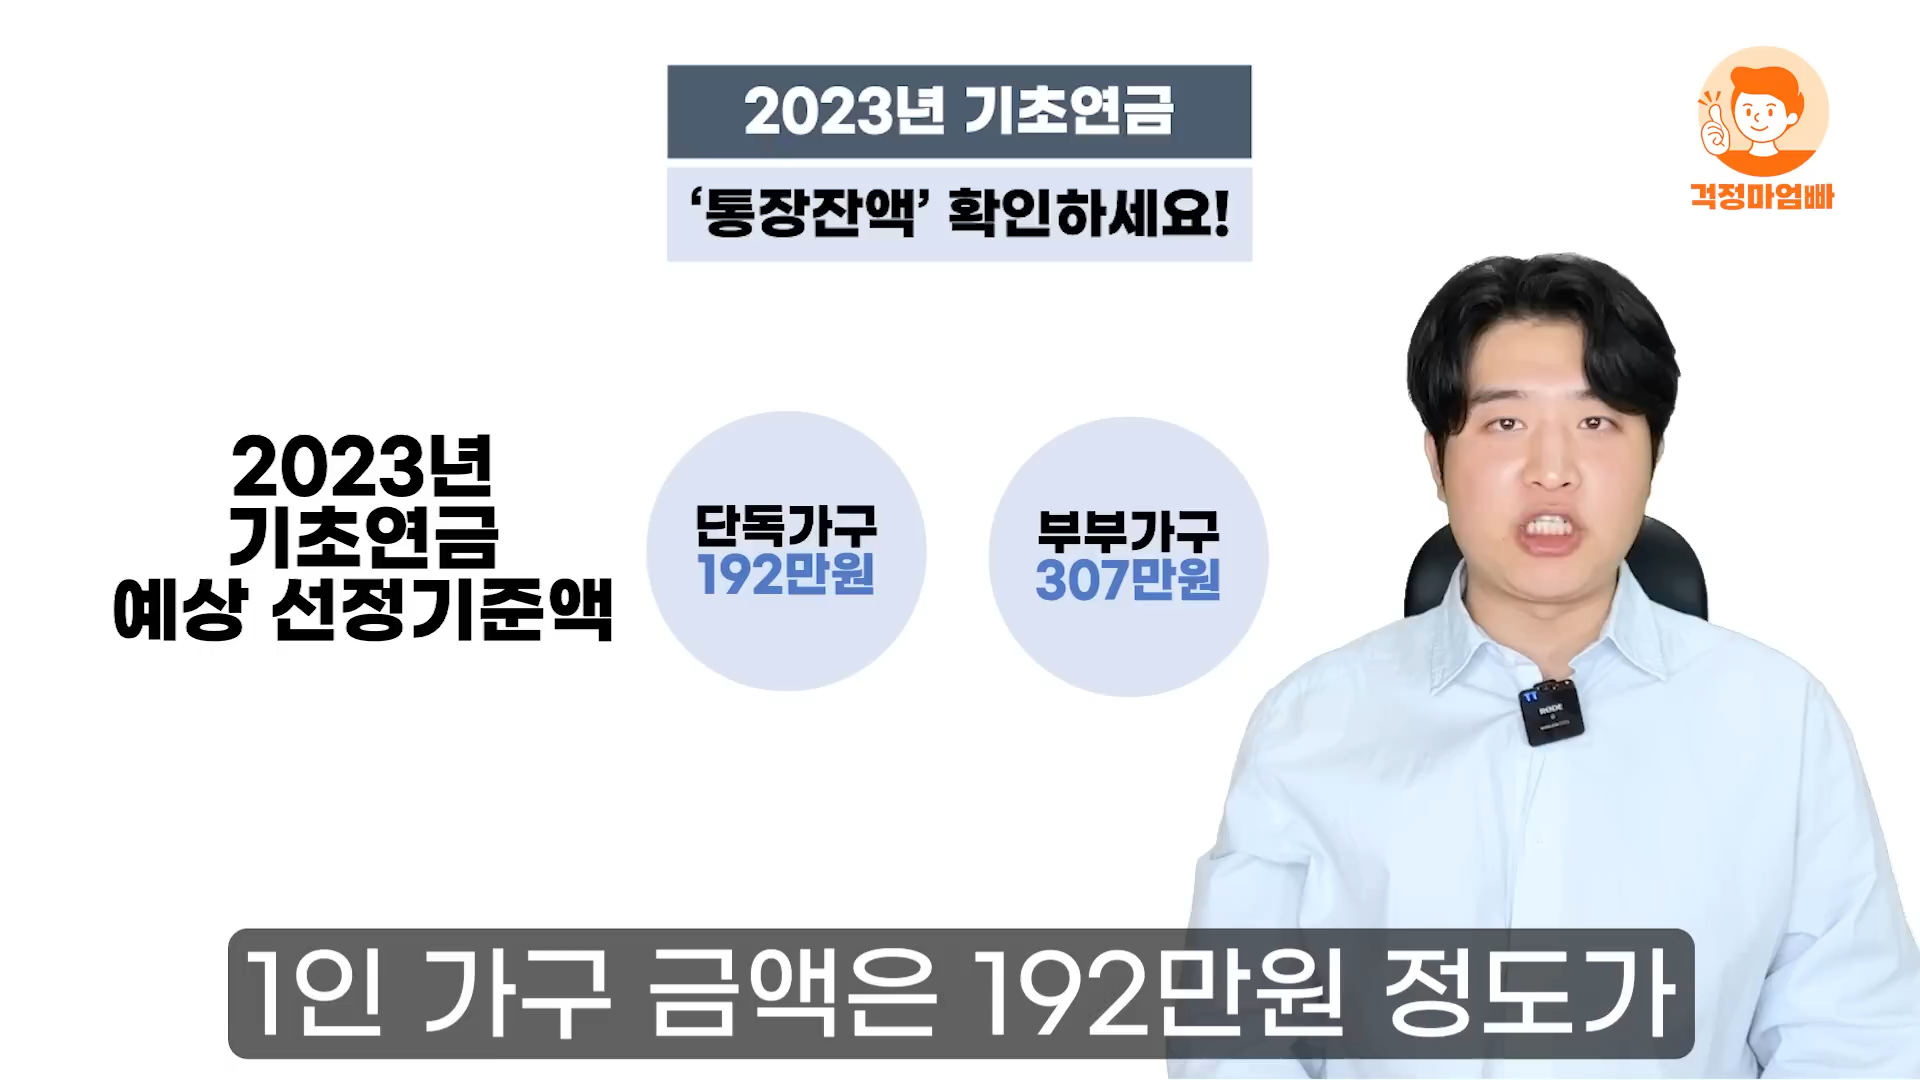 2023년 기초연금
‘통장잔액’ 확인하세요!
걱정마엄빠
2023년
기초연금
예상 선정기준액
단독가구
192만원
부부가구
307만원
RØDE
1인 가구 금액은 192만원 정도가